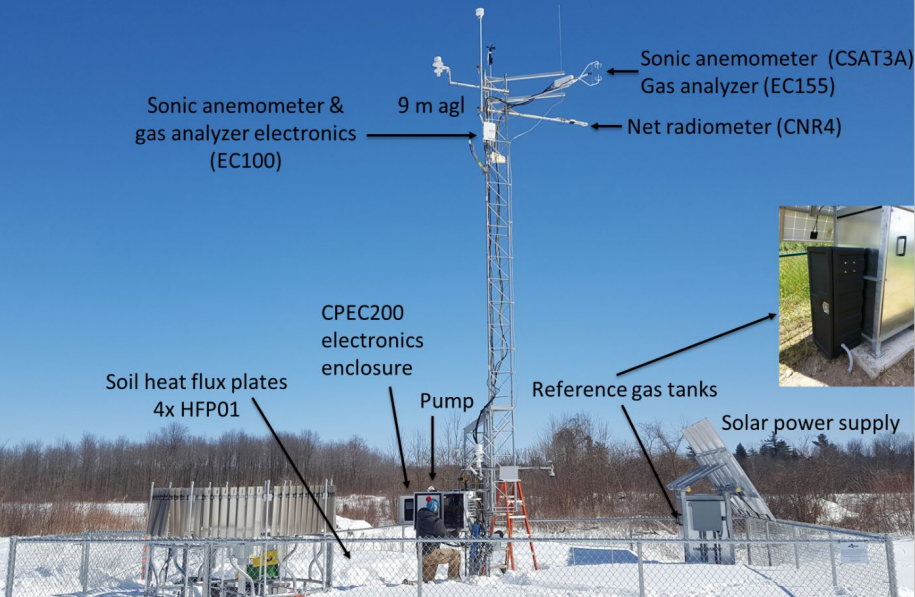 Sonic anemometer (CSAT3A)
Gas analyzer (EC155)
9 m agl
Sonic anemometer &
gas analyzer electronics
(EC100)
Net radiometer (CNR4)
CPEC200
electronics
enclosure
Soil heat flux plates
4x HFP01
Pump
Reference gas tanks
Solar power supply